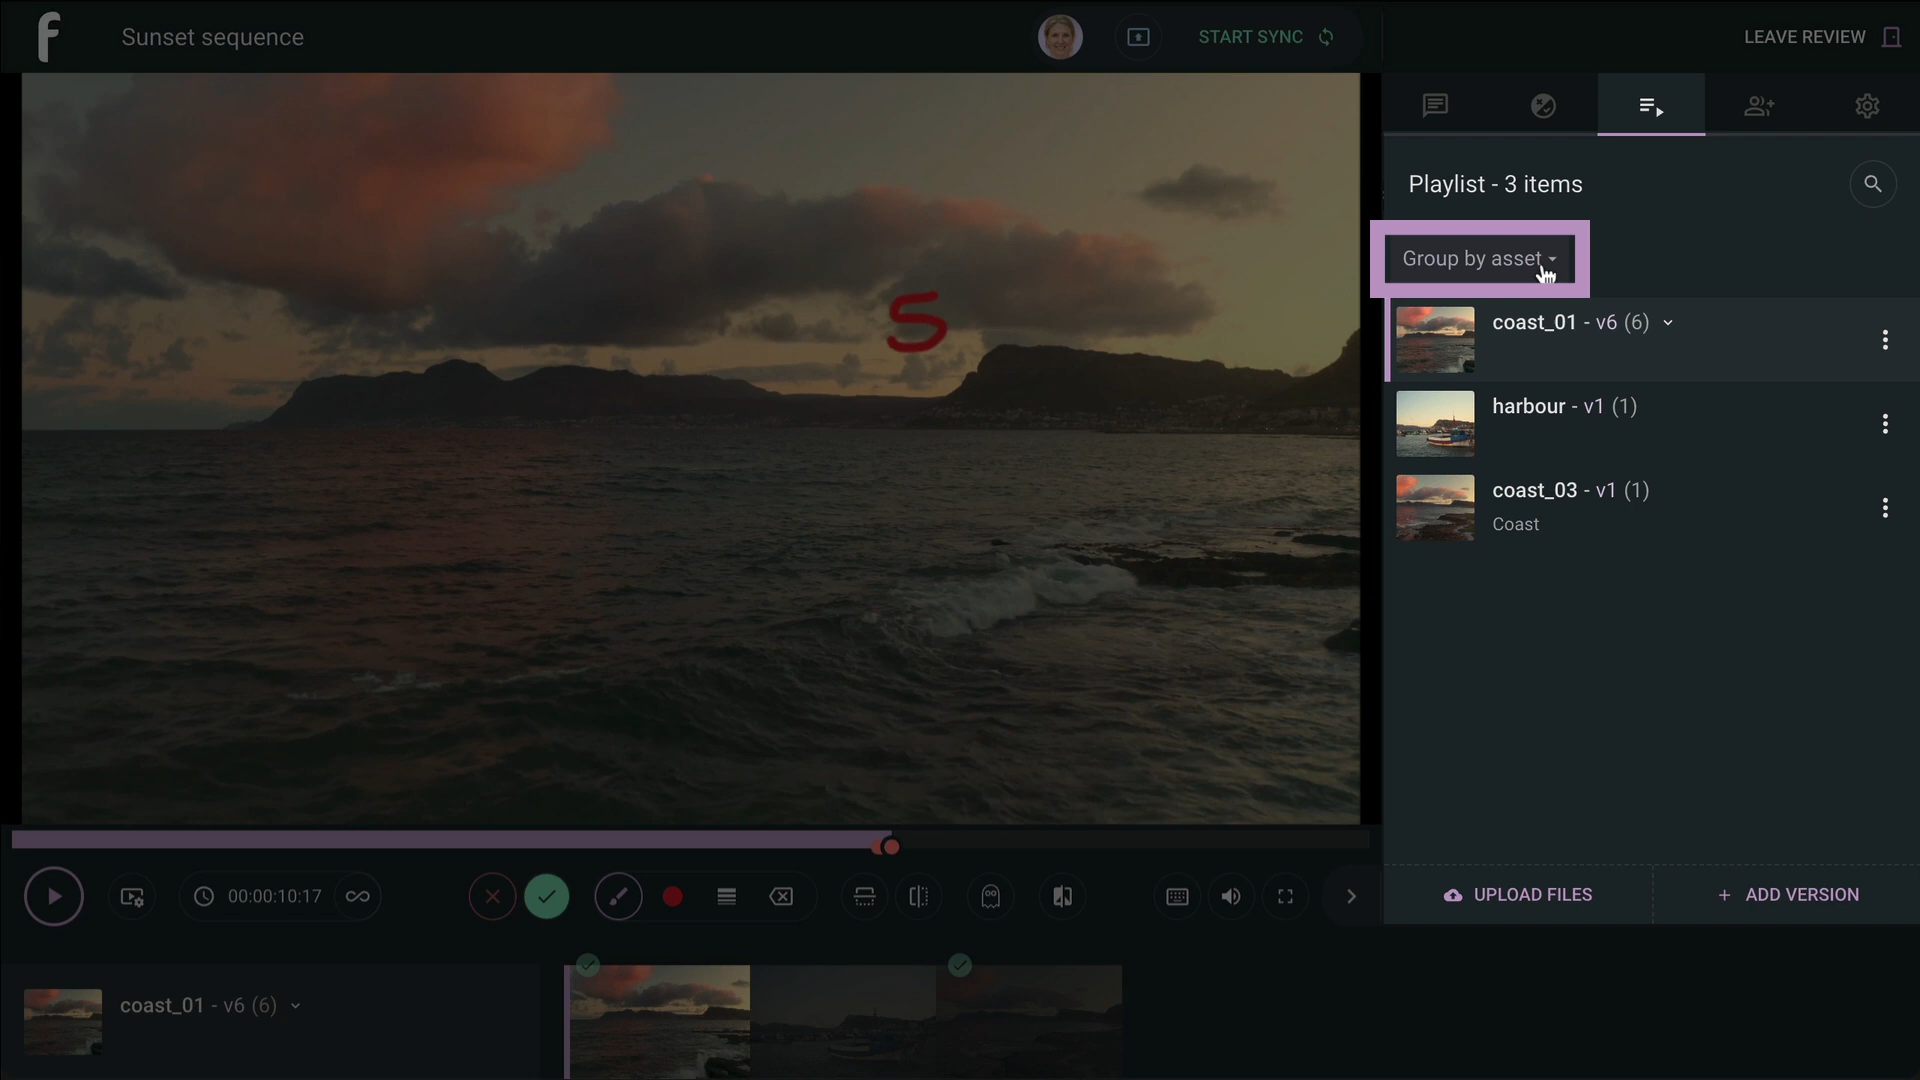 f
Sunset sequence
START SYNC
LEAVE REVIEW
Playlist - 3 items
Group by asset
coast_01 - v6 (6)
harbour - v1 (1)
coast_03 - v1 (1)
Coast
S
00:00:10:17
UPLOAD FILES
+ ADD VERSION
coast_01 - v6 (6)